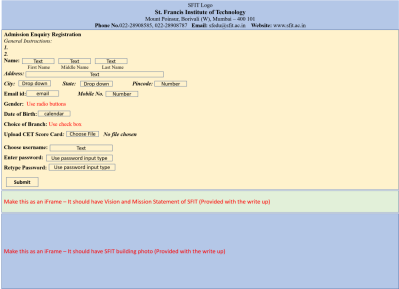 SFIT Logo
St. Francis Institute of Technology
Mount Poinsur, Borivali (W), Mumbai – 400 101
Phone No.022-28908585, 022-28908787 Email: sfedu@sfit.ac.in Website: www.sfit.ac.in
Admission Enquiry Registration
General Instructions:
1.
2.
Name: Text Text Text
First Name Middle Name Last Name
Address: Text
City: Drop down State: Drop down Pincode: Number
Email id: email Mobile No. Number
Gender: Use radio buttons
Date of Birth: calendar
Choice of Branch: Use check box
Upload CET Score Card: Choose File No file chosen
Choose username: Text
Enter password: Use password input type
Retype Password: Use password input type
Submit
Make this as an iFrame – It should have Vision and Mission Statement of SFIT (Provided with the write up)
Make this as an iFrame – It should have SFIT building photo (Provided with the write up)